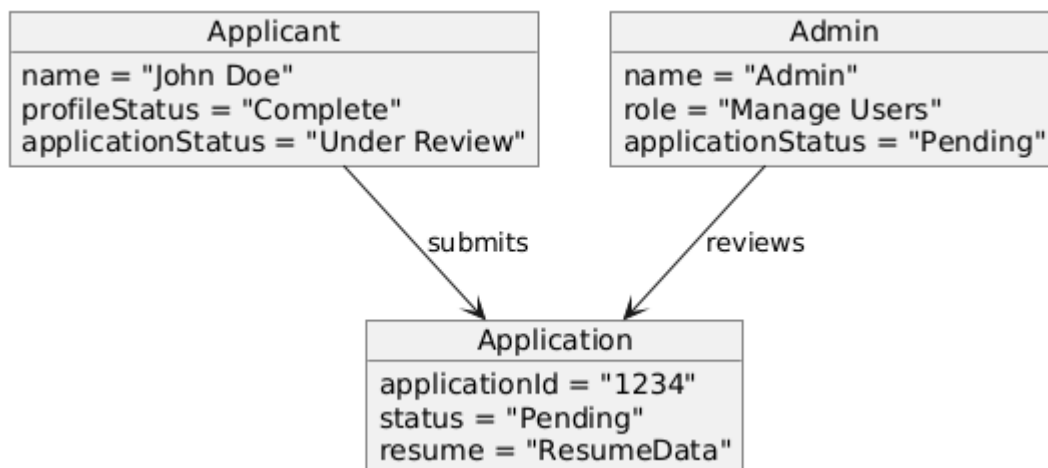 Applicant
name = "John Doe"
profileStatus = "Complete"
applicationStatus = "Under Review"
Admin
name = "Admin"
role = "Manage Users"
applicationStatus = "Pending"
submits
reviews
Application
applicationId = "1234"
status = "Pending"
resume = "ResumeData"